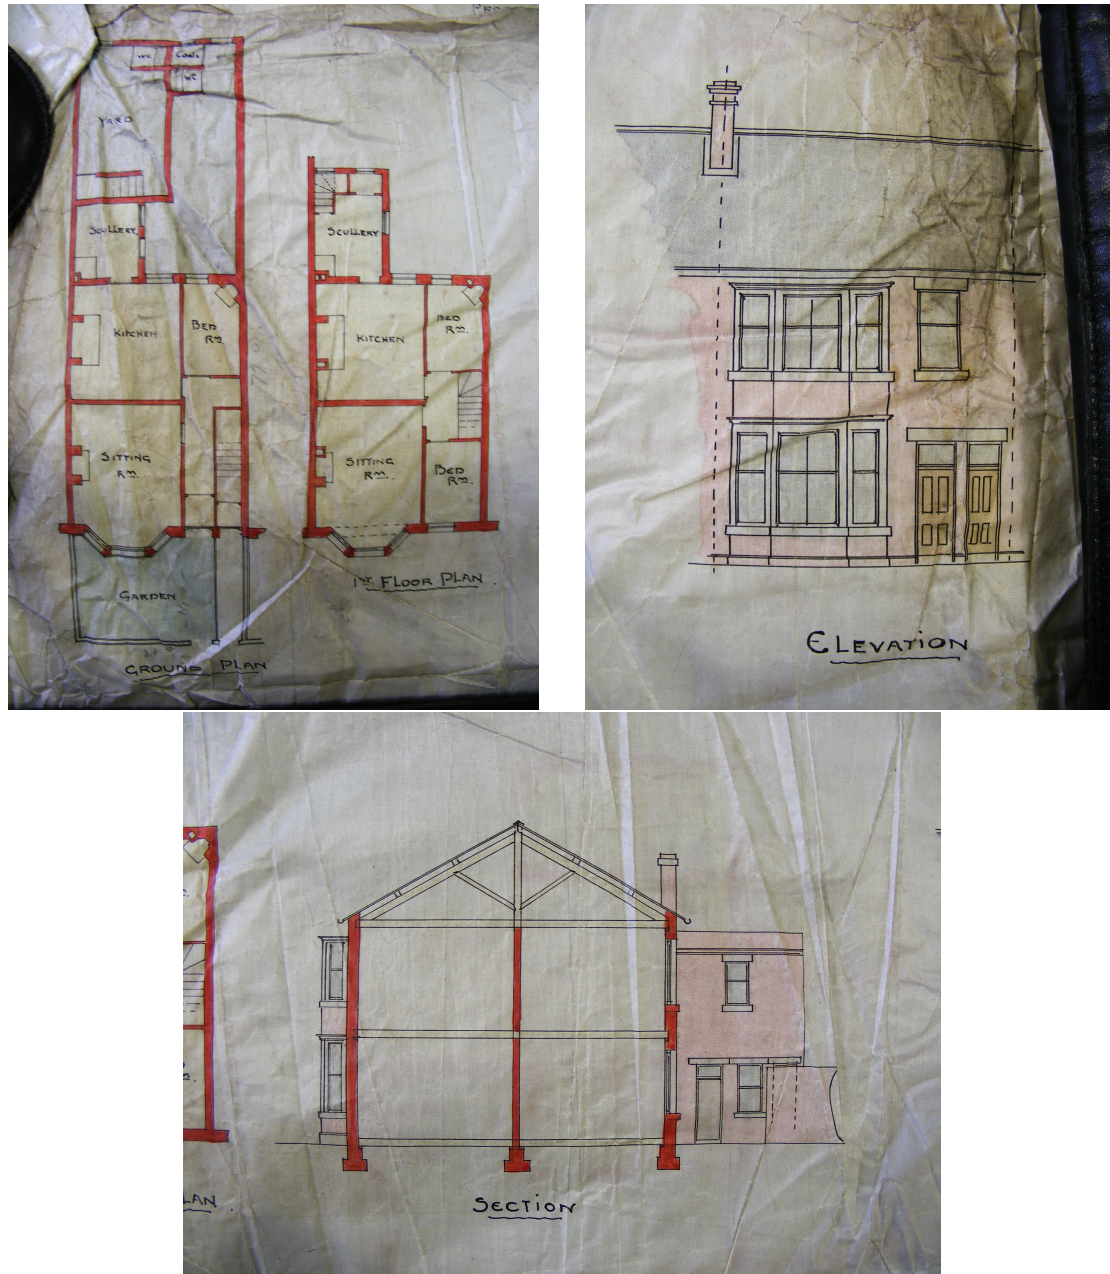 WC
Coals
WC
YARD
SCULLERY
KITCHEN
BED
RM.
SITTING
RM.
GARDEN
GROUND PLAN
SCULLERY
KITCHEN
BED
RM.
SITTING
RM.
BED
RM.
1ST FLOOR PLAN.
ELEVATION
LAN.
SECTION